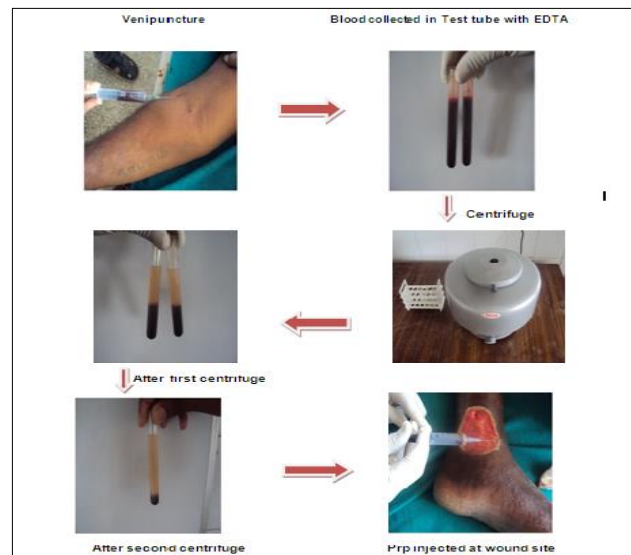 Venipuncture
Blood collected in Test tube with EDTA
Centrifuge
After first centrifuge
After second centrifuge
Prp injected at wound site